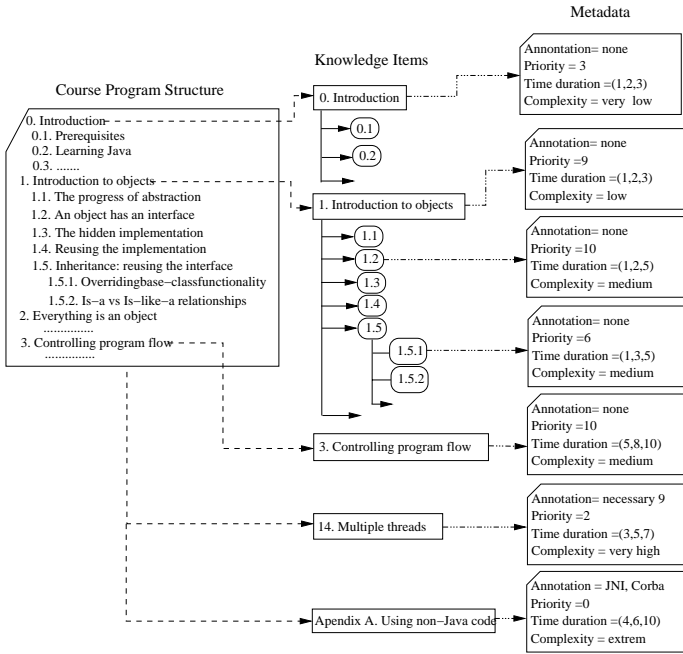 Metadata
Knowledge Items
Course Program Structure
0. Introduction
0.1. Prerequisites
0.2. Learning Java
0.3. .......
1. Introduction to objects
1.1. The progress of abstraction
1.2. An object has an interface
1.3. The hidden implementation
1.4. Reusing the implementation
1.5. Inheritance: reusing the interface
1.5.1. Overridingbase−classfunctionality
1.5.2. Is−a vs Is−like−a relationships
2. Everything is an object
...............
3. Controlling program flow
...............
0. Introduction
0.1
0.2
1. Introduction to objects
1.1
1.2
1.3
1.4
1.5
1.5.1
1.5.2
3. Controlling program flow
14. Multiple threads
Apendix A. Using non−Java code
Annontation= none
Priority = 3
Time duration =(1,2,3)
Complexity = very low
Annotation= none
Priority =9
Time duration =(1,2,3)
Complexity = low
Annotation= none
Priority =10
Time duration =(1,2,5)
Complexity = medium
Annotation= none
Priority =6
Time duration =(1,3,5)
Complexity = medium
Annotation= none
Priority =10
Time duration =(5,8,10)
Complexity = medium
Annotation= necessary 9
Priority =2
Time duration =(3,5,7)
Complexity = very high
Annotation = JNI, Corba
Priority =0
Time duration =(4,6,10)
Complexity = extrem